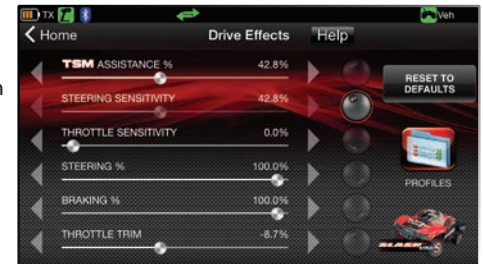 TX
Veh
Home
Drive Effects
Help
TSM ASSISTANCE % 42.8%
STEERING SENSITIVITY 42.8%
THROTTLE SENSITIVITY 0.0%
STEERING % 100.0%
BRAKING % 100.0%
THROTTLE TRIM -8.7%
RESET TO
DEFAULTS
PROFILES
SLASH